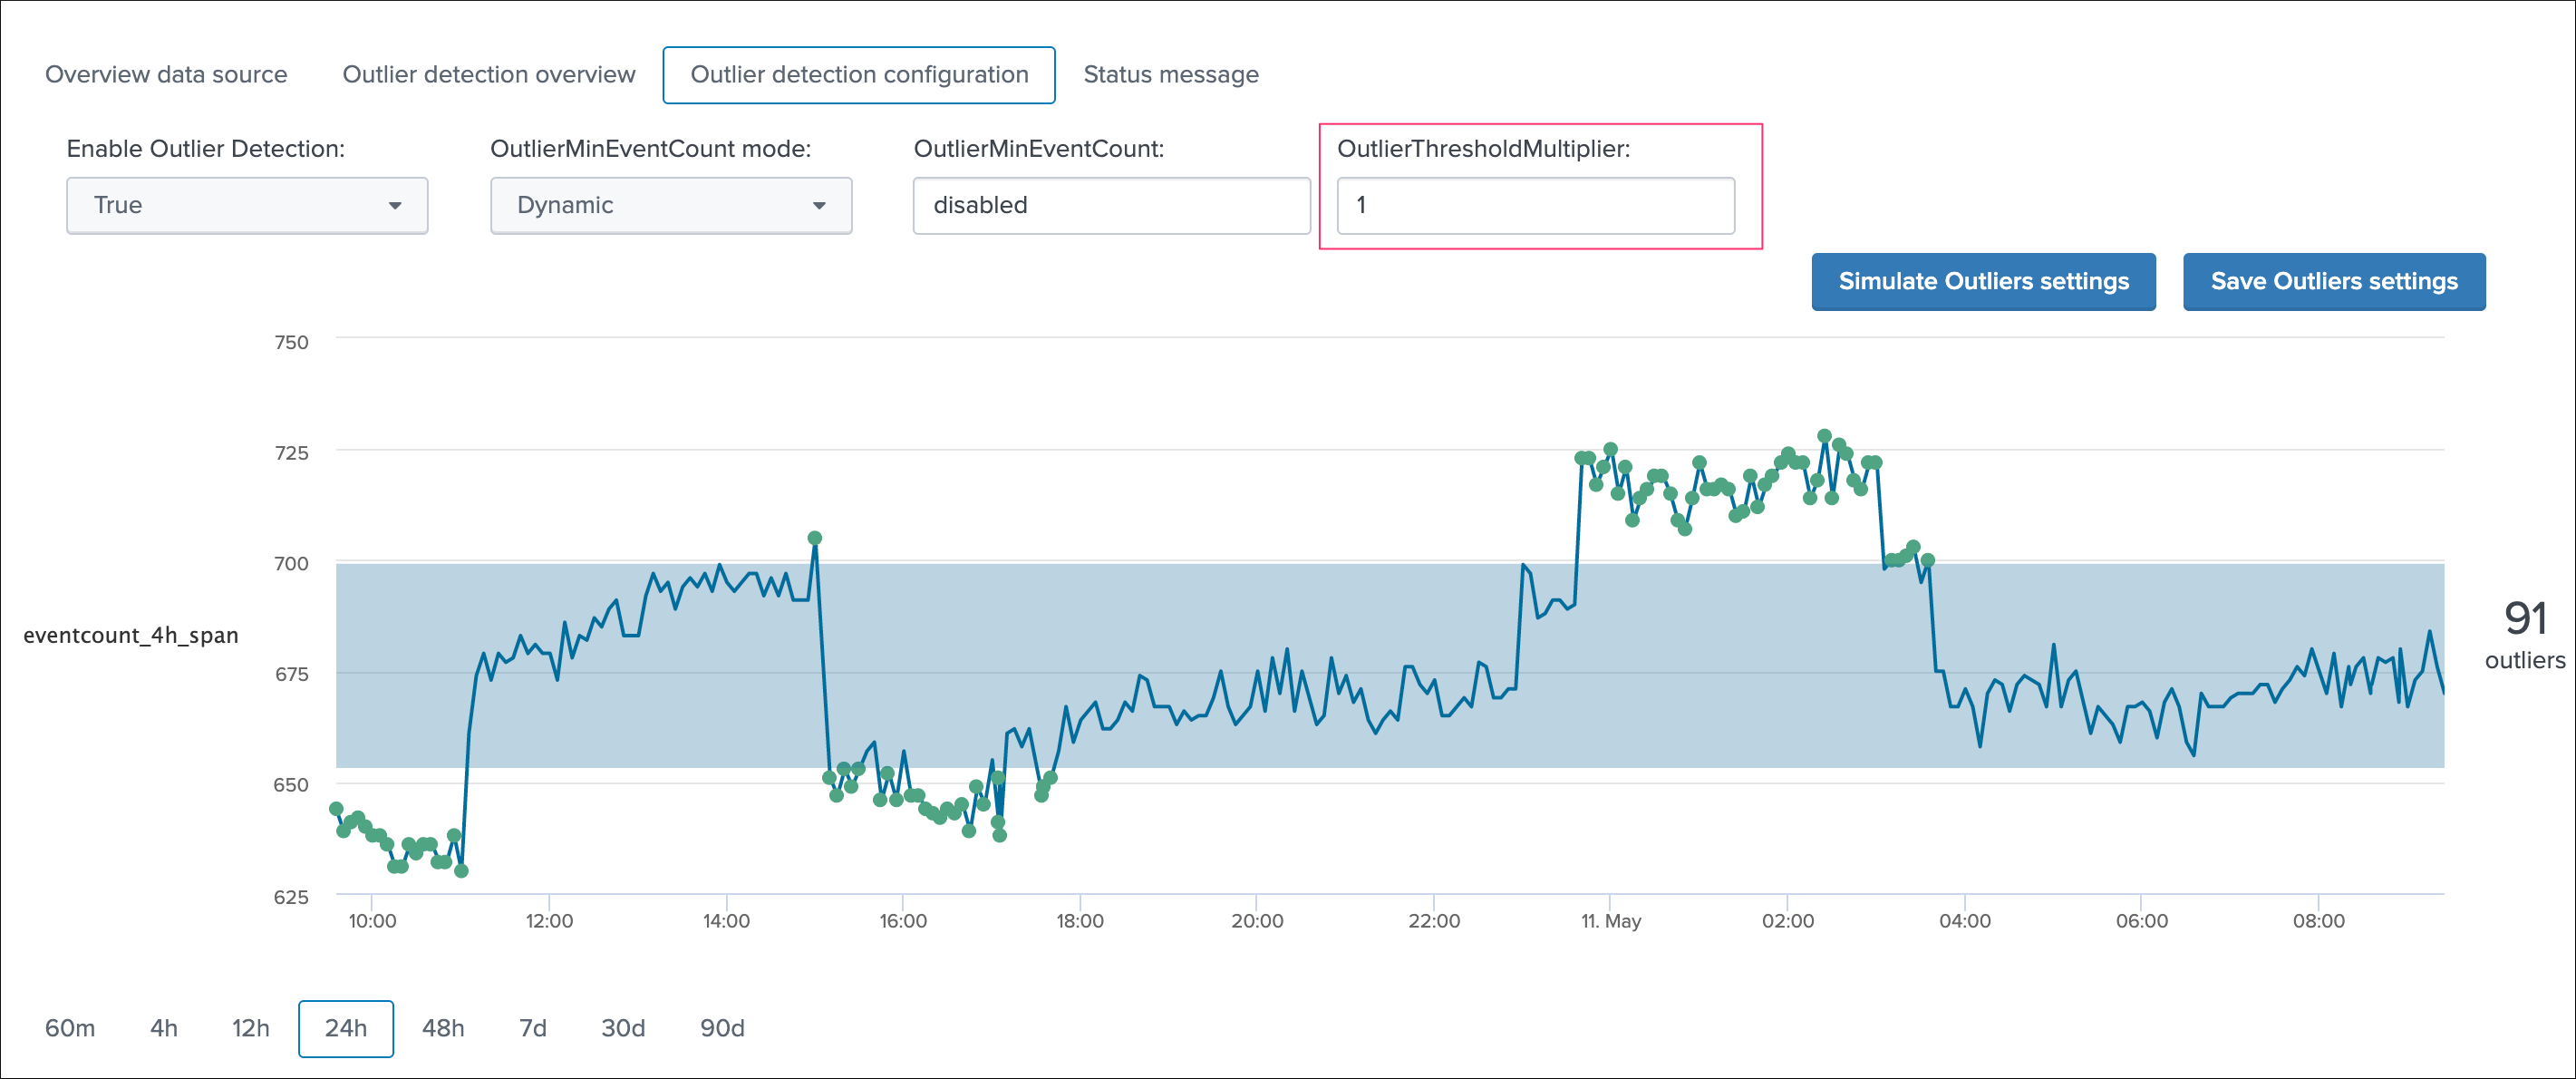 Overview data source Outlier detection overview Outlier detection configuration Status message
Enable Outlier Detection: OutlierMinEventCount mode: OutlierMinEventCount: OutlierThresholdMultiplier:
True Dynamic disabled 1
Simulate Outliers settings Save Outliers settings
750
725
700
675
650
625
eventcount_4h_span
91
outliers
10:00 12:00 14:00 16:00 18:00 20:00 22:00 11. May 02:00 04:00 06:00 08:00
60m 4h 12h 24h 48h 7d 30d 90d